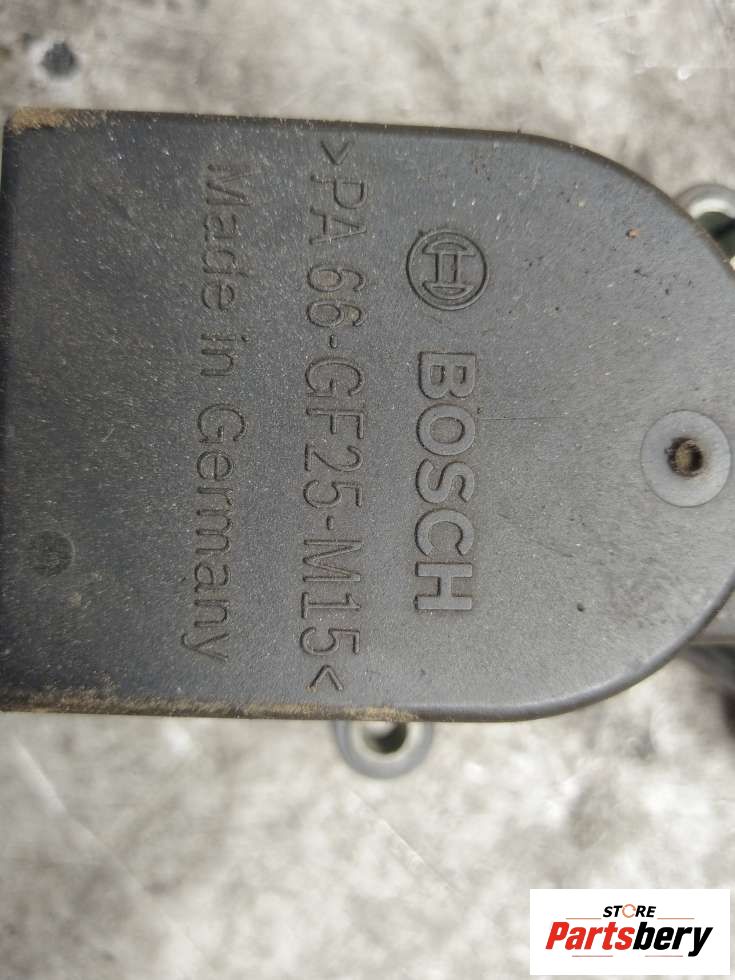 BOSCH
>PA 66-GF25-M15<
Made in Germany
STORE
Partsbery